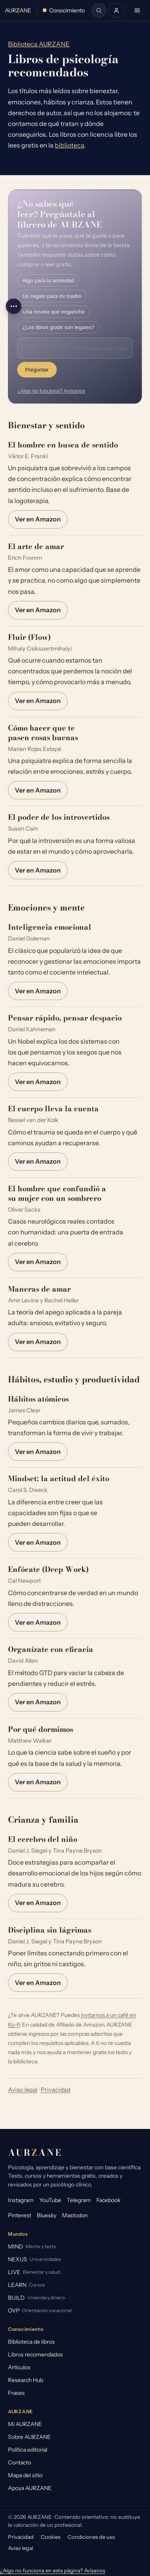 AURZANE
Conocimiento
Biblioteca AURZANE
Libros de psicología
recomendados
Libros seleccionados sobre mente,
emociones, hábitos y crianza. Estos tienen
descuentos porque son los autores, no los
aquí por lo que aportan, no por el tamaño de
contenido. Los libros con licencia libre es para
leer gratis están en la biblioteca.
¿No sabes qué
leer? Pregúntale al
librero de AURZANE
Cuéntale qué te pasa, qué te gusta o para
quién es, y te recomienda libros de la tienda.
También responde dudas sobre cómo
comprar o leer gratis.
Algo para la ansiedad
Un regalo para mi madre
Una novela que enganche
¿Los libros gratis son legales?
Preguntar
¿Algo no funciona? Avísanos
Bienestar y sentido
El hombre en busca de sentido
Viktor E. Frankl
Un psiquiatra que sobrevivió a los campos
de concentración explica cómo encontrar
sentido incluso en el sufrimiento. Base de
la logoterapia.
Ver en Amazon
El arte de amar
Erich Fromm
El amor como una capacidad que se aprende
y se practica, no como algo que simplemente
nos pasa.
Ver en Amazon
Fluir (Flow)
Mihaly Csikszentmihalyi
Qué ocurre cuando estamos tan
concentrados que perdemos la noción del
tiempo, y cómo provocarlo más a menudo.
Ver en Amazon
Cómo hacer que te
pasen cosas buenas
Marian Rojas Estapé
Una psiquiatra explica de forma sencilla la
relación entre emociones, estrés y cuerpo.
Ver en Amazon
El poder de los introvertidos
Susan Cain
Por qué la introversión es una forma valiosa
de estar en el mundo y cómo aprovecharla.
Ver en Amazon
Emociones y mente
Inteligencia emocional
Daniel Goleman
El clásico que popularizó la idea de que
reconocer y gestionar las emociones importa
tanto como el cociente intelectual.
Ver en Amazon
Pensar rápido, pensar despacio
Daniel Kahneman
Un Nobel explica los dos sistemas con
los que pensamos y los sesgos que nos
hacen equivocarnos.
Ver en Amazon
El cuerpo lleva la cuenta
Bessel van der Kolk
Cómo el trauma se queda en el cuerpo y qué
caminos ayudan a recuperarse.
Ver en Amazon
El hombre que confundió a
su mujer con un sombrero
Oliver Sacks
Casos neurológicos reales contados
con humanidad: una puerta de entrada
al cerebro.
Ver en Amazon
Maneras de amar
Amir Levine y Rachel Heller
La teoría del apego aplicada a la pareja
adulta: ansioso, evitativo y seguro.
Ver en Amazon
Hábitos, estudio y productividad
Hábitos atómicos
James Clear
Pequeños cambios diarios que, sumados,
transforman la forma de vivir y trabajar.
Ver en Amazon
Mindset: la actitud del éxito
Carol S. Dweck
La diferencia entre creer que las
capacidades son fijas o que se
pueden desarrollar.
Ver en Amazon
Enfócate (Deep Work)
Cal Newport
Cómo concentrarse de verdad en un mundo
lleno de distracciones.
Ver en Amazon
Organízate con eficacia
David Allen
El método GTD para vaciar la cabeza de
pendientes y reducir el estrés.
Ver en Amazon
Por qué dormimos
Matthew Walker
Lo que la ciencia sabe sobre el sueño y por
qué es la base de la salud y la memoria.
Ver en Amazon
Crianza y familia
El cerebro del niño
Daniel J. Siegel y Tina Payne Bryson
Doce estrategias para acompañar el
desarrollo emocional de los hijos según cómo
madura su cerebro.
Ver en Amazon
Disciplina sin lágrimas
Daniel J. Siegel y Tina Payne Bryson
Poner límites conectando primero con el
niño, sin gritos ni castigos.
Ver en Amazon
¿Te sirve AURZANE? Puedes invitarnos a un café en
Ko-fi. En calidad de Afiliado de Amazon, AURZANE
obtiene ingresos por las compras adscritas que
cumplen los requisitos aplicables. A ti no te cuesta
nada más y nos ayuda a mantener gratis los tests y
la biblioteca.
Aviso legal · Privacidad
AURZANE
Psicología, aprendizaje y bienestar con base científica.
Tests, cursos y herramientas gratis, creados y
revisados por un psicólogo clínico.
Instagram YouTube Telegram Facebook
Pinterest Bluesky Mastodon
Mundos
MIND Mente y tests
NEXUS Universidades
LIVE Bienestar y salud
LEARN Cursos
BUILD Vivienda y dinero
OVP Orientación vocacional
Conocimiento
Biblioteca de libros
Libros recomendados
Artículos
Research Hub
Frases
AURZANE
Mi AURZANE
Sobre AURZANE
Política editorial
Contacto
Mapa del sitio
Apoya AURZANE
© 2026 AURZANE · Contenido orientativo: no sustituye
la valoración de un profesional.
Privacidad Cookies Condiciones de uso
Aviso legal
¿Algo no funciona en esta página? Avísanos